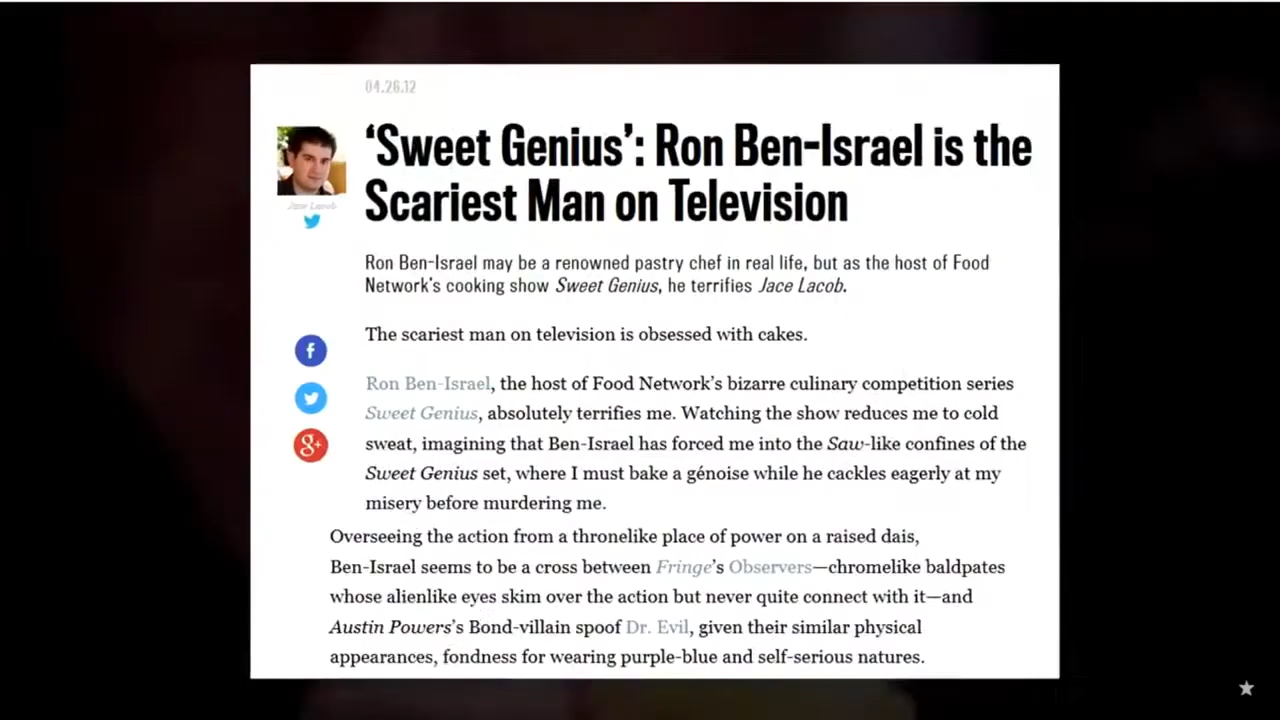 04.26.12
‘Sweet Genius’: Ron Ben-Israel is the
Scariest Man on Television
Jace Lacob
Ron Ben-Israel may be a renowned pastry chef in real life, but as the host of Food
Network’s cooking show Sweet Genius, he terrifies Jace Lacob.
The scariest man on television is obsessed with cakes.
Ron Ben-Israel, the host of Food Network’s bizarre culinary competition series
Sweet Genius, absolutely terrifies me. Watching the show reduces me to cold
sweat, imagining that Ben-Israel has forced me into the Saw-like confines of the
Sweet Genius set, where I must bake a génoise while he cackles eagerly at my
misery before murdering me.
Overseeing the action from a thronelike place of power on a raised dais,
Ben-Israel seems to be a cross between Fringe’s Observers—chromelike baldpates
whose alienlike eyes skim over the action but never quite connect with it—and
Austin Powers’s Bond-villain spoof Dr. Evil, given their similar physical
appearances, fondness for wearing purple-blue and self-serious natures.
f
g+